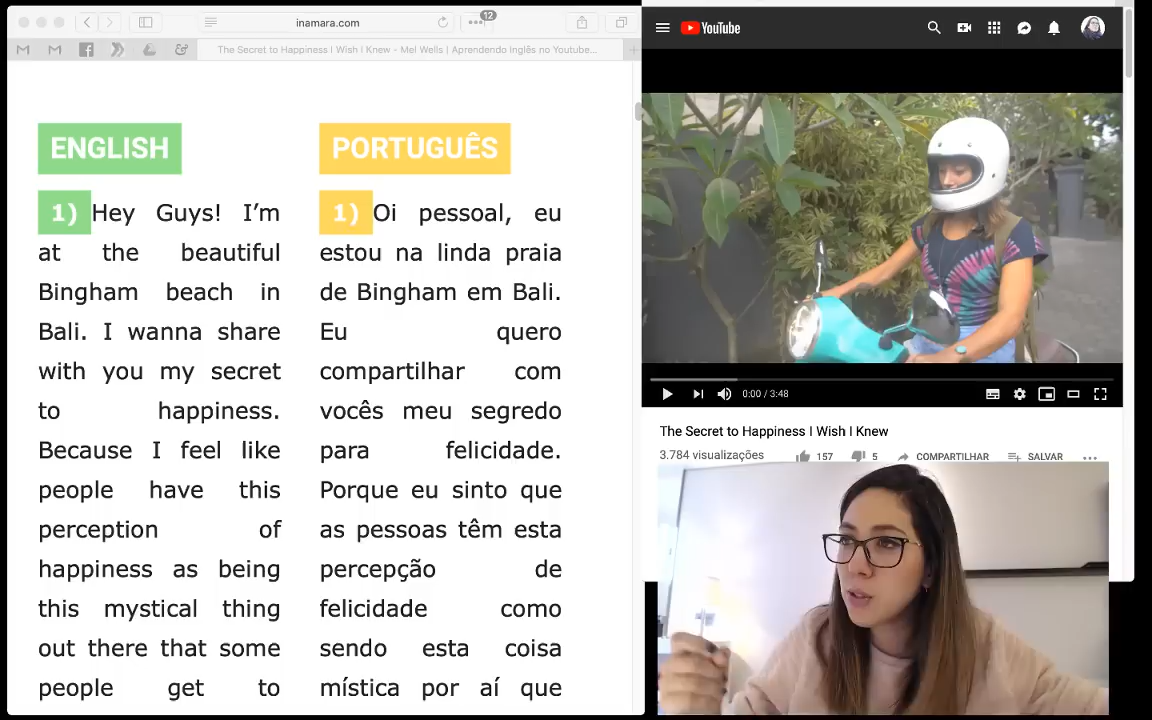 inamara.com
12
The Secret to Happiness I Wish I Knew - Mel Wells | Aprendendo Inglês no Youtube...
ENGLISH
1) Hey Guys! I’m
at the beautiful
Bingham beach in
Bali. I wanna share
with you my secret
to happiness.
Because I feel like
people have this
perception of
happiness as being
this mystical thing
out there that some
people get to
PORTUGUÊS
1) Oi pessoal, eu
estou na linda praia
de Bingham em Bali.
Eu quero
compartilhar com
vocês meu segredo
para felicidade.
Porque eu sinto que
as pessoas têm esta
percepção de
felicidade como
sendo esta coisa
mística por aí que
YouTube
0:00 / 3:48
The Secret to Happiness I Wish I Knew
3.784 visualizações 157 5 COMPARTILHAR SALVAR ...